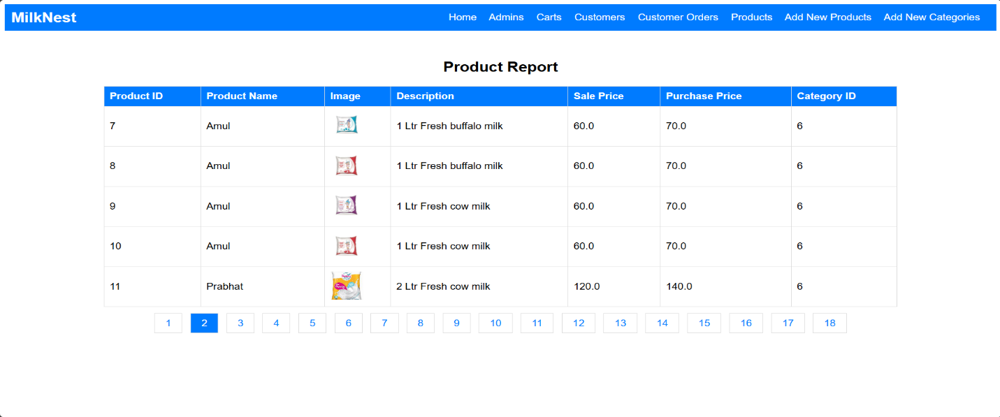 MilkNest Home Admins Carts Customers Customer Orders Products Add New Products Add New Categories
Product Report
Product ID Product Name Image Description Sale Price Purchase Price Category ID
7 Amul 1 Ltr Fresh buffalo milk 60.0 70.0 6
8 Amul 1 Ltr Fresh buffalo milk 60.0 70.0 6
9 Amul 1 Ltr Fresh cow milk 60.0 70.0 6
10 Amul 1 Ltr Fresh cow milk 60.0 70.0 6
11 Prabhat 2 Ltr Fresh cow milk 120.0 140.0 6
1 2 3 4 5 6 7 8 9 10 11 12 13 14 15 16 17 18